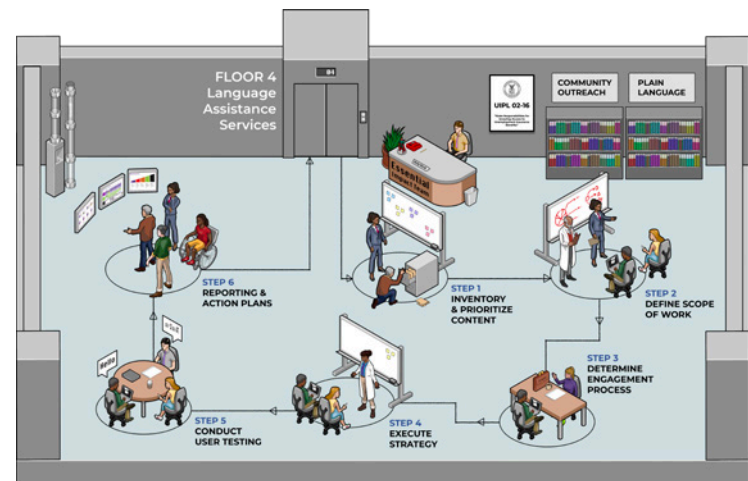 FLOOR 4
Language
Assistance
Services
UIPL 02-16
COMMUNITY
OUTREACH
PLAIN
LANGUAGE
Essential
STEP 1
INVENTORY
& PRIORITIZE
CONTENT
STEP 2
DEFINE SCOPE
OF WORK
STEP 3
DETERMINE
ENGAGEMENT
PROCESS
STEP 4
EXECUTE
STRATEGY
STEP 5
CONDUCT
USER TESTING
STEP 6
REPORTING &
ACTION PLANS
Hello